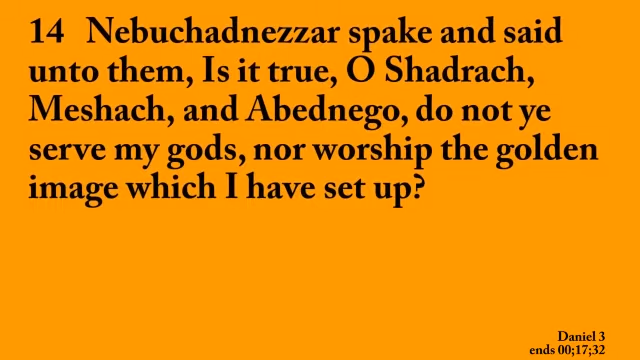 14 Nebuchadnezzar spake and said
unto them, Is it true, O Shadrach,
Meshach, and Abednego, do not ye
serve my gods, nor worship the golden
image which I have set up?
Daniel 3
ends 00;17;32